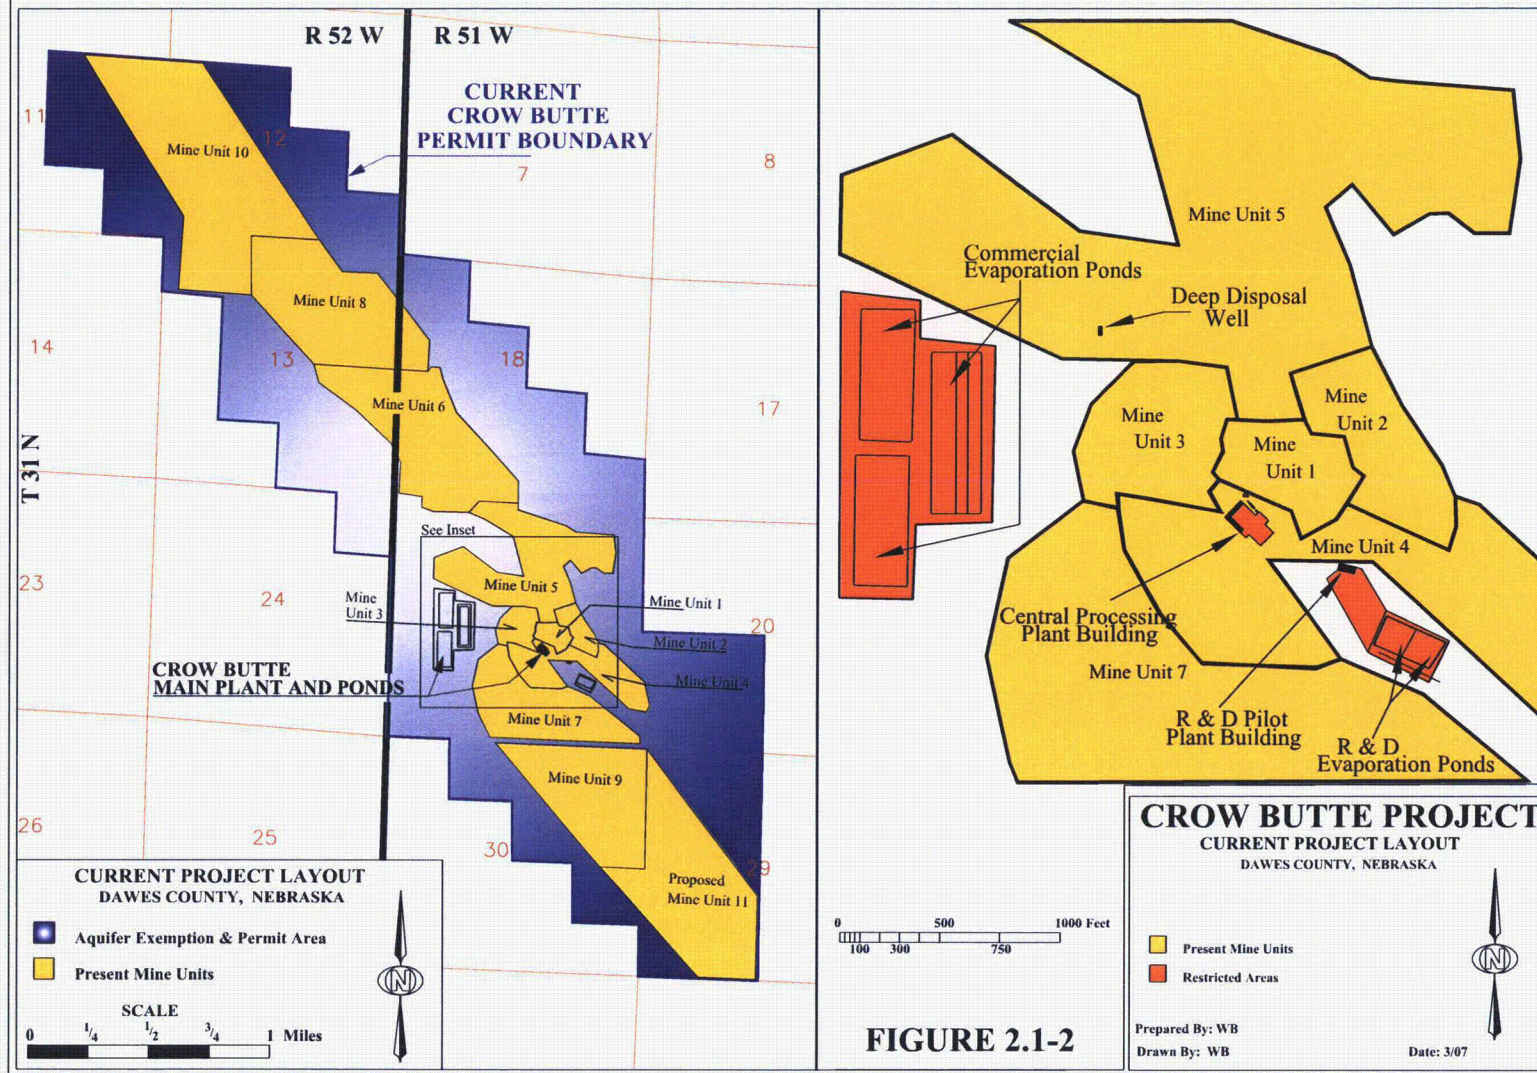 R 52 W
R 51 W
CURRENT
CROW BUTTE
PERMIT BOUNDARY
11
12
7
8
Mine Unit 10
Mine Unit 8
14
13
18
17
Mine Unit 6
T 31 N
See Inset
23
24
20
Mine Unit 5
Mine
Unit 3
Mine Unit 1
Mine Unit 2
Mine Unit 4
CROW BUTTE
MAIN PLANT AND PONDS
Mine Unit 7
Mine Unit 9
26
25
30
29
Proposed
Mine Unit 11
CURRENT PROJECT LAYOUT
DAWES COUNTY, NEBRASKA
Aquifer Exemption & Permit Area
Present Mine Units
SCALE
0 1/4 1/2 3/4 1 Miles
N
Mine Unit 5
Commercial
Evaporation Ponds
Deep Disposal
Well
Mine
Unit 2
Mine
Unit 3
Mine
Unit 1
Mine Unit 4
Central Processing
Plant Building
Mine Unit 7
R & D Pilot
Plant Building
R & D
Evaporation Ponds
0 500 1000 Feet
100 300 750
FIGURE 2.1-2
CROW BUTTE PROJECT
CURRENT PROJECT LAYOUT
DAWES COUNTY, NEBRASKA
Present Mine Units
Restricted Areas
N
Prepared By: WB
Drawn By: WB
Date: 3/07